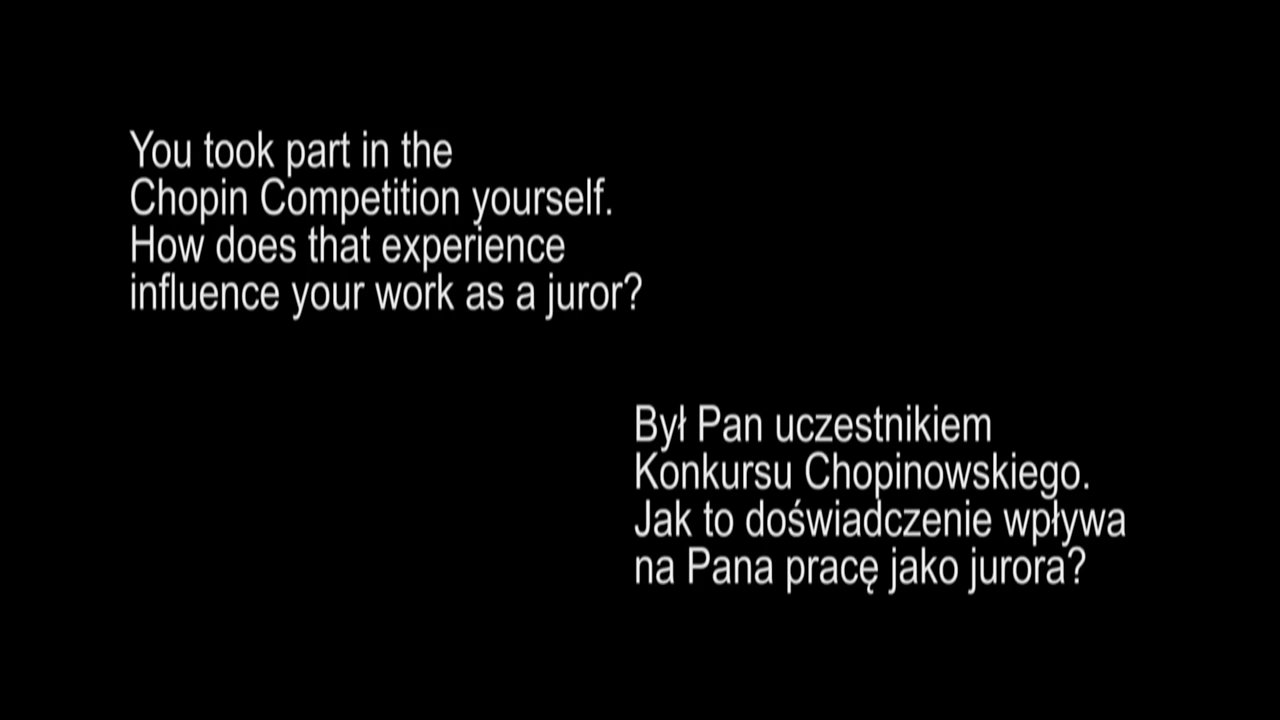 You took part in the
Chopin Competition yourself.
How does that experience
influence your work as a juror?
Był Pan uczestnikiem
Konkursu Chopinowskiego.
Jak to doświadczenie wpływa
na Pana pracę jako jurora?